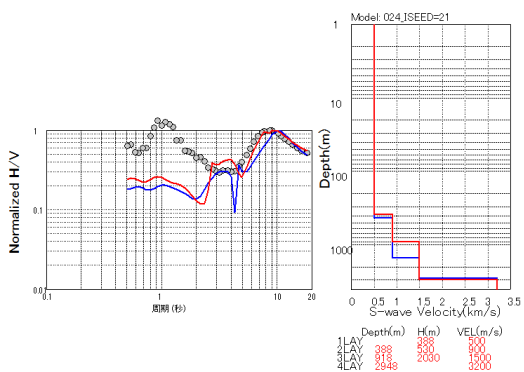 Model: 024_ISEED=21
Normalized H/V
1
0.1
0.01
0.1
1
10
20
周期(秒)
Depth(m)
1
10
100
1000
0 0.5 1 1.5 2 2.5 3 3.5
S-wave Velocity(km/s)
Depth(m) H(m) VEL(m/s)
1LAY 388 500
2LAY 388 530 900
3LAY 918 2030 1500
4LAY 2948 3200